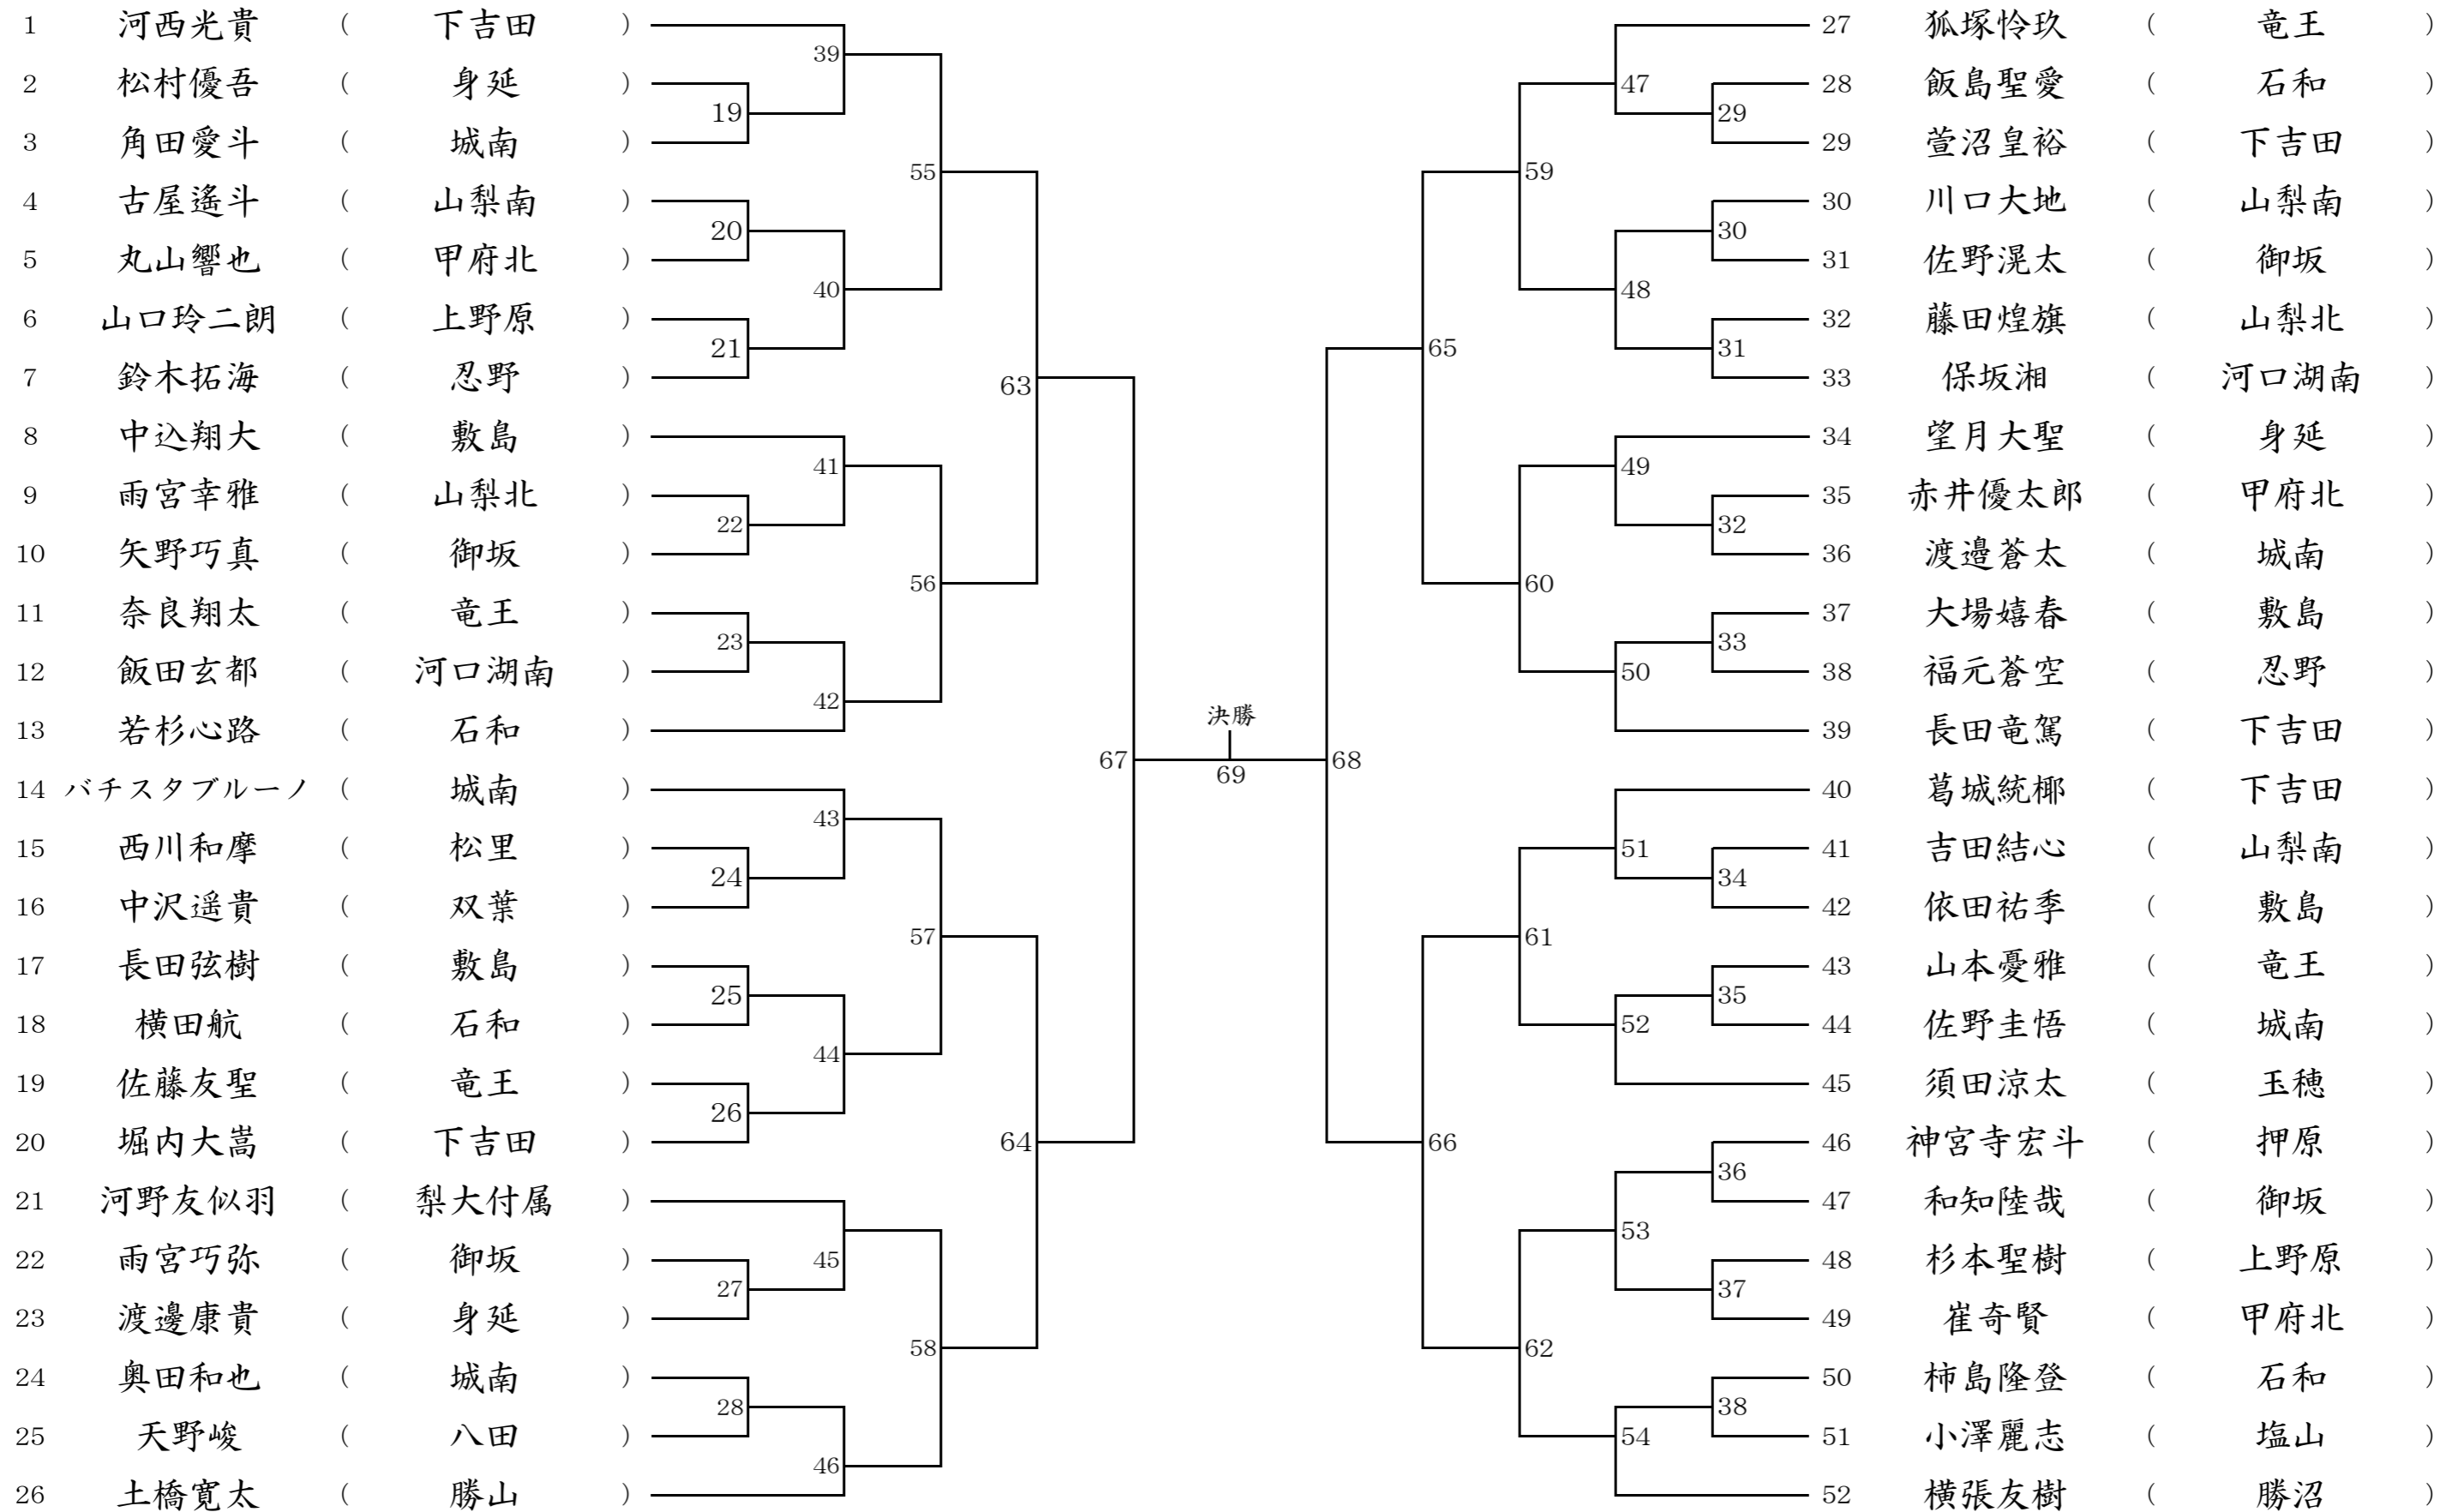 1 河西光貴 ( 下吉田 )
2 松村優吾 ( 身延 )
3 角田愛斗 ( 城南 )
4 古屋遙斗 ( 山梨南 )
5 丸山響也 ( 甲府北 )
6 山口玲二朗 ( 上野原 )
7 鈴木拓海 ( 忍野 )
8 中込翔大 ( 敷島 )
9 雨宮幸雅 ( 山梨北 )
10 矢野巧真 ( 御坂 )
11 奈良翔太 ( 竜王 )
12 飯田玄都 ( 河口湖南 )
13 若杉心路 ( 石和 )
14 バチスタブルーノ ( 城南 )
15 西川和摩 ( 松里 )
16 中沢遥貴 ( 双葉 )
17 長田弦樹 ( 敷島 )
18 横田航 ( 石和 )
19 佐藤友聖 ( 竜王 )
20 堀内大嵩 ( 下吉田 )
21 河野友似羽 ( 梨大付属 )
22 雨宮巧弥 ( 御坂 )
23 渡邊康貴 ( 身延 )
24 奥田和也 ( 城南 )
25 天野峻 ( 八田 )
26 土橋寛太 ( 勝山 )
19
20
21
22
23
24
25
26
27
28
39
40
41
42
43
44
45
46
55
56
57
58
63
64
67
決勝
69
68
65
66
59
60
61
62
47
48
49
50
51
52
53
54
29
30
31
32
33
34
35
36
37
38
27 狐塚怜玖 ( 竜王 )
28 飯島聖愛 ( 石和 )
29 萱沼皇裕 ( 下吉田 )
30 川口大地 ( 山梨南 )
31 佐野滉太 ( 御坂 )
32 藤田煌旗 ( 山梨北 )
33 保坂湘 ( 河口湖南 )
34 望月大聖 ( 身延 )
35 赤井優太郎 ( 甲府北 )
36 渡邉蒼太 ( 城南 )
37 大場嬉春 ( 敷島 )
38 福元蒼空 ( 忍野 )
39 長田竜駕 ( 下吉田 )
40 葛城統椰 ( 下吉田 )
41 吉田結心 ( 山梨南 )
42 依田祐季 ( 敷島 )
43 山本憂雅 ( 竜王 )
44 佐野圭悟 ( 城南 )
45 須田涼太 ( 玉穂 )
46 神宮寺宏斗 ( 押原 )
47 和知陸哉 ( 御坂 )
48 杉本聖樹 ( 上野原 )
49 崔奇賢 ( 甲府北 )
50 柿島隆登 ( 石和 )
51 小澤麗志 ( 塩山 )
52 横張友樹 ( 勝沼 )